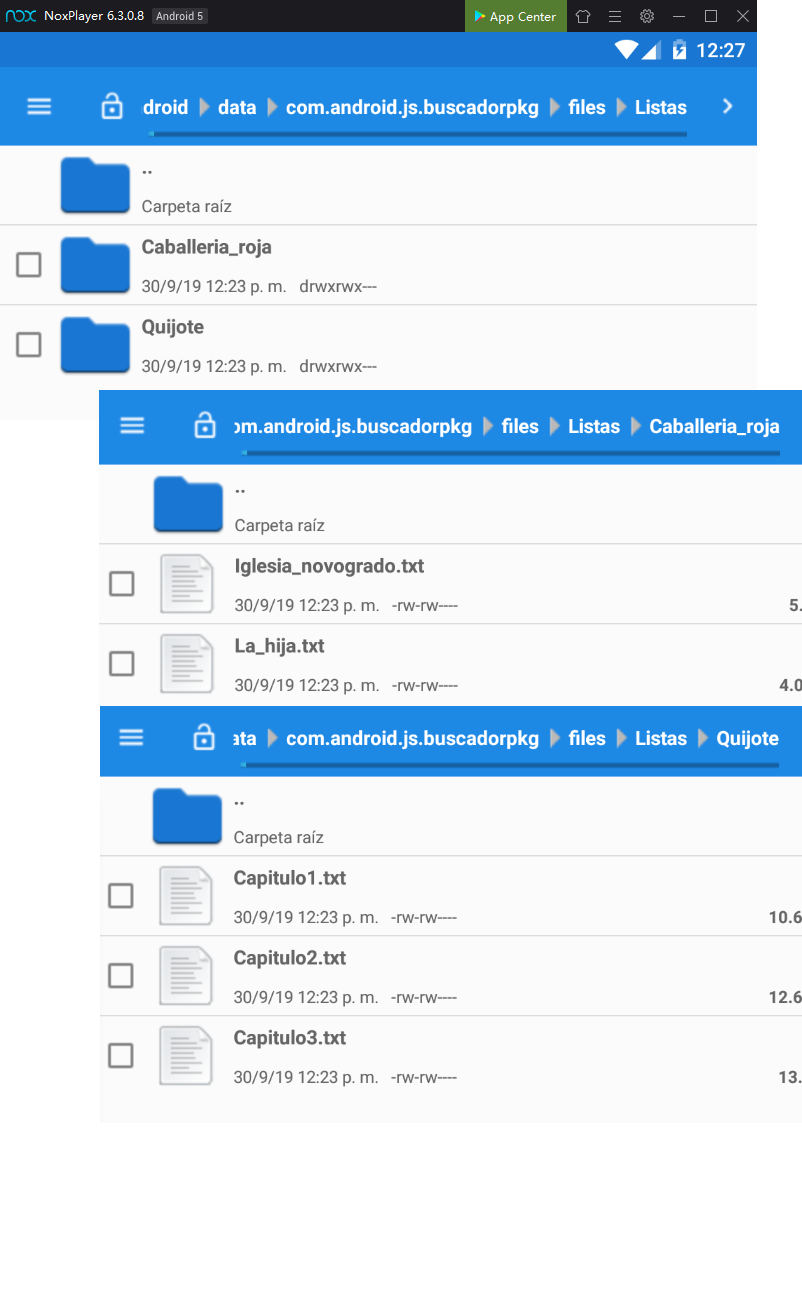 nox NoxPlayer 6.3.0.8 Android 5 App Center
12:27
droid data com.android.js.buscadorpkg files Listas
..
Carpeta raíz
Caballeria_roja
30/9/19 12:23 p. m. drwxrwx---
Quijote
30/9/19 12:23 p. m. drwxrwx---
om.android.js.buscadorpkg files Listas Caballeria_roja
..
Carpeta raíz
Iglesia_novogrado.txt
30/9/19 12:23 p. m. -rw-rw---- 5.
La_hija.txt
30/9/19 12:23 p. m. -rw-rw---- 4.0
ata com.android.js.buscadorpkg files Listas Quijote
..
Carpeta raíz
Capitulo1.txt
30/9/19 12:23 p. m. -rw-rw---- 10.6
Capitulo2.txt
30/9/19 12:23 p. m. -rw-rw---- 12.6
Capitulo3.txt
30/9/19 12:23 p. m. -rw-rw---- 13.